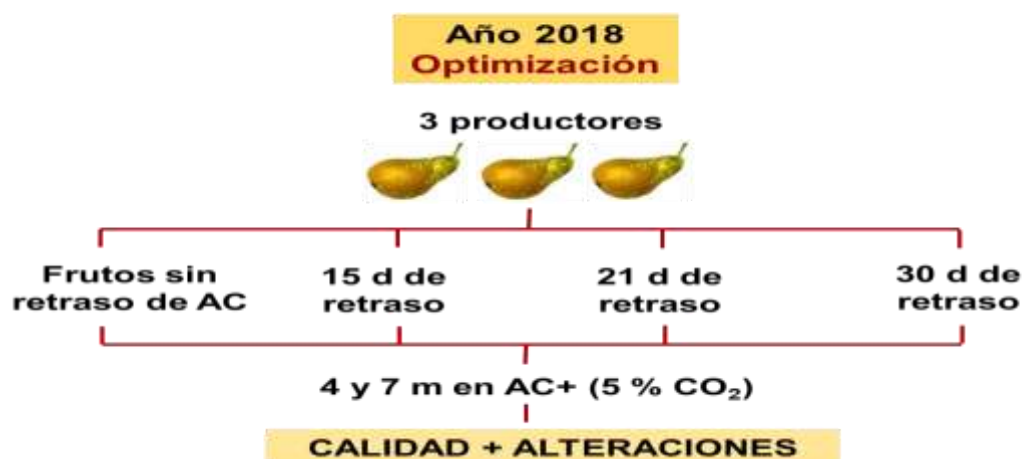 Año 2018
Optimización
3 productores
Frutos sin
retraso de AC
15 d de
retraso
21 d de
retraso
30 d de
retraso
4 y 7 m en AC+ (5 % CO₂)
CALIDAD + ALTERACIONES